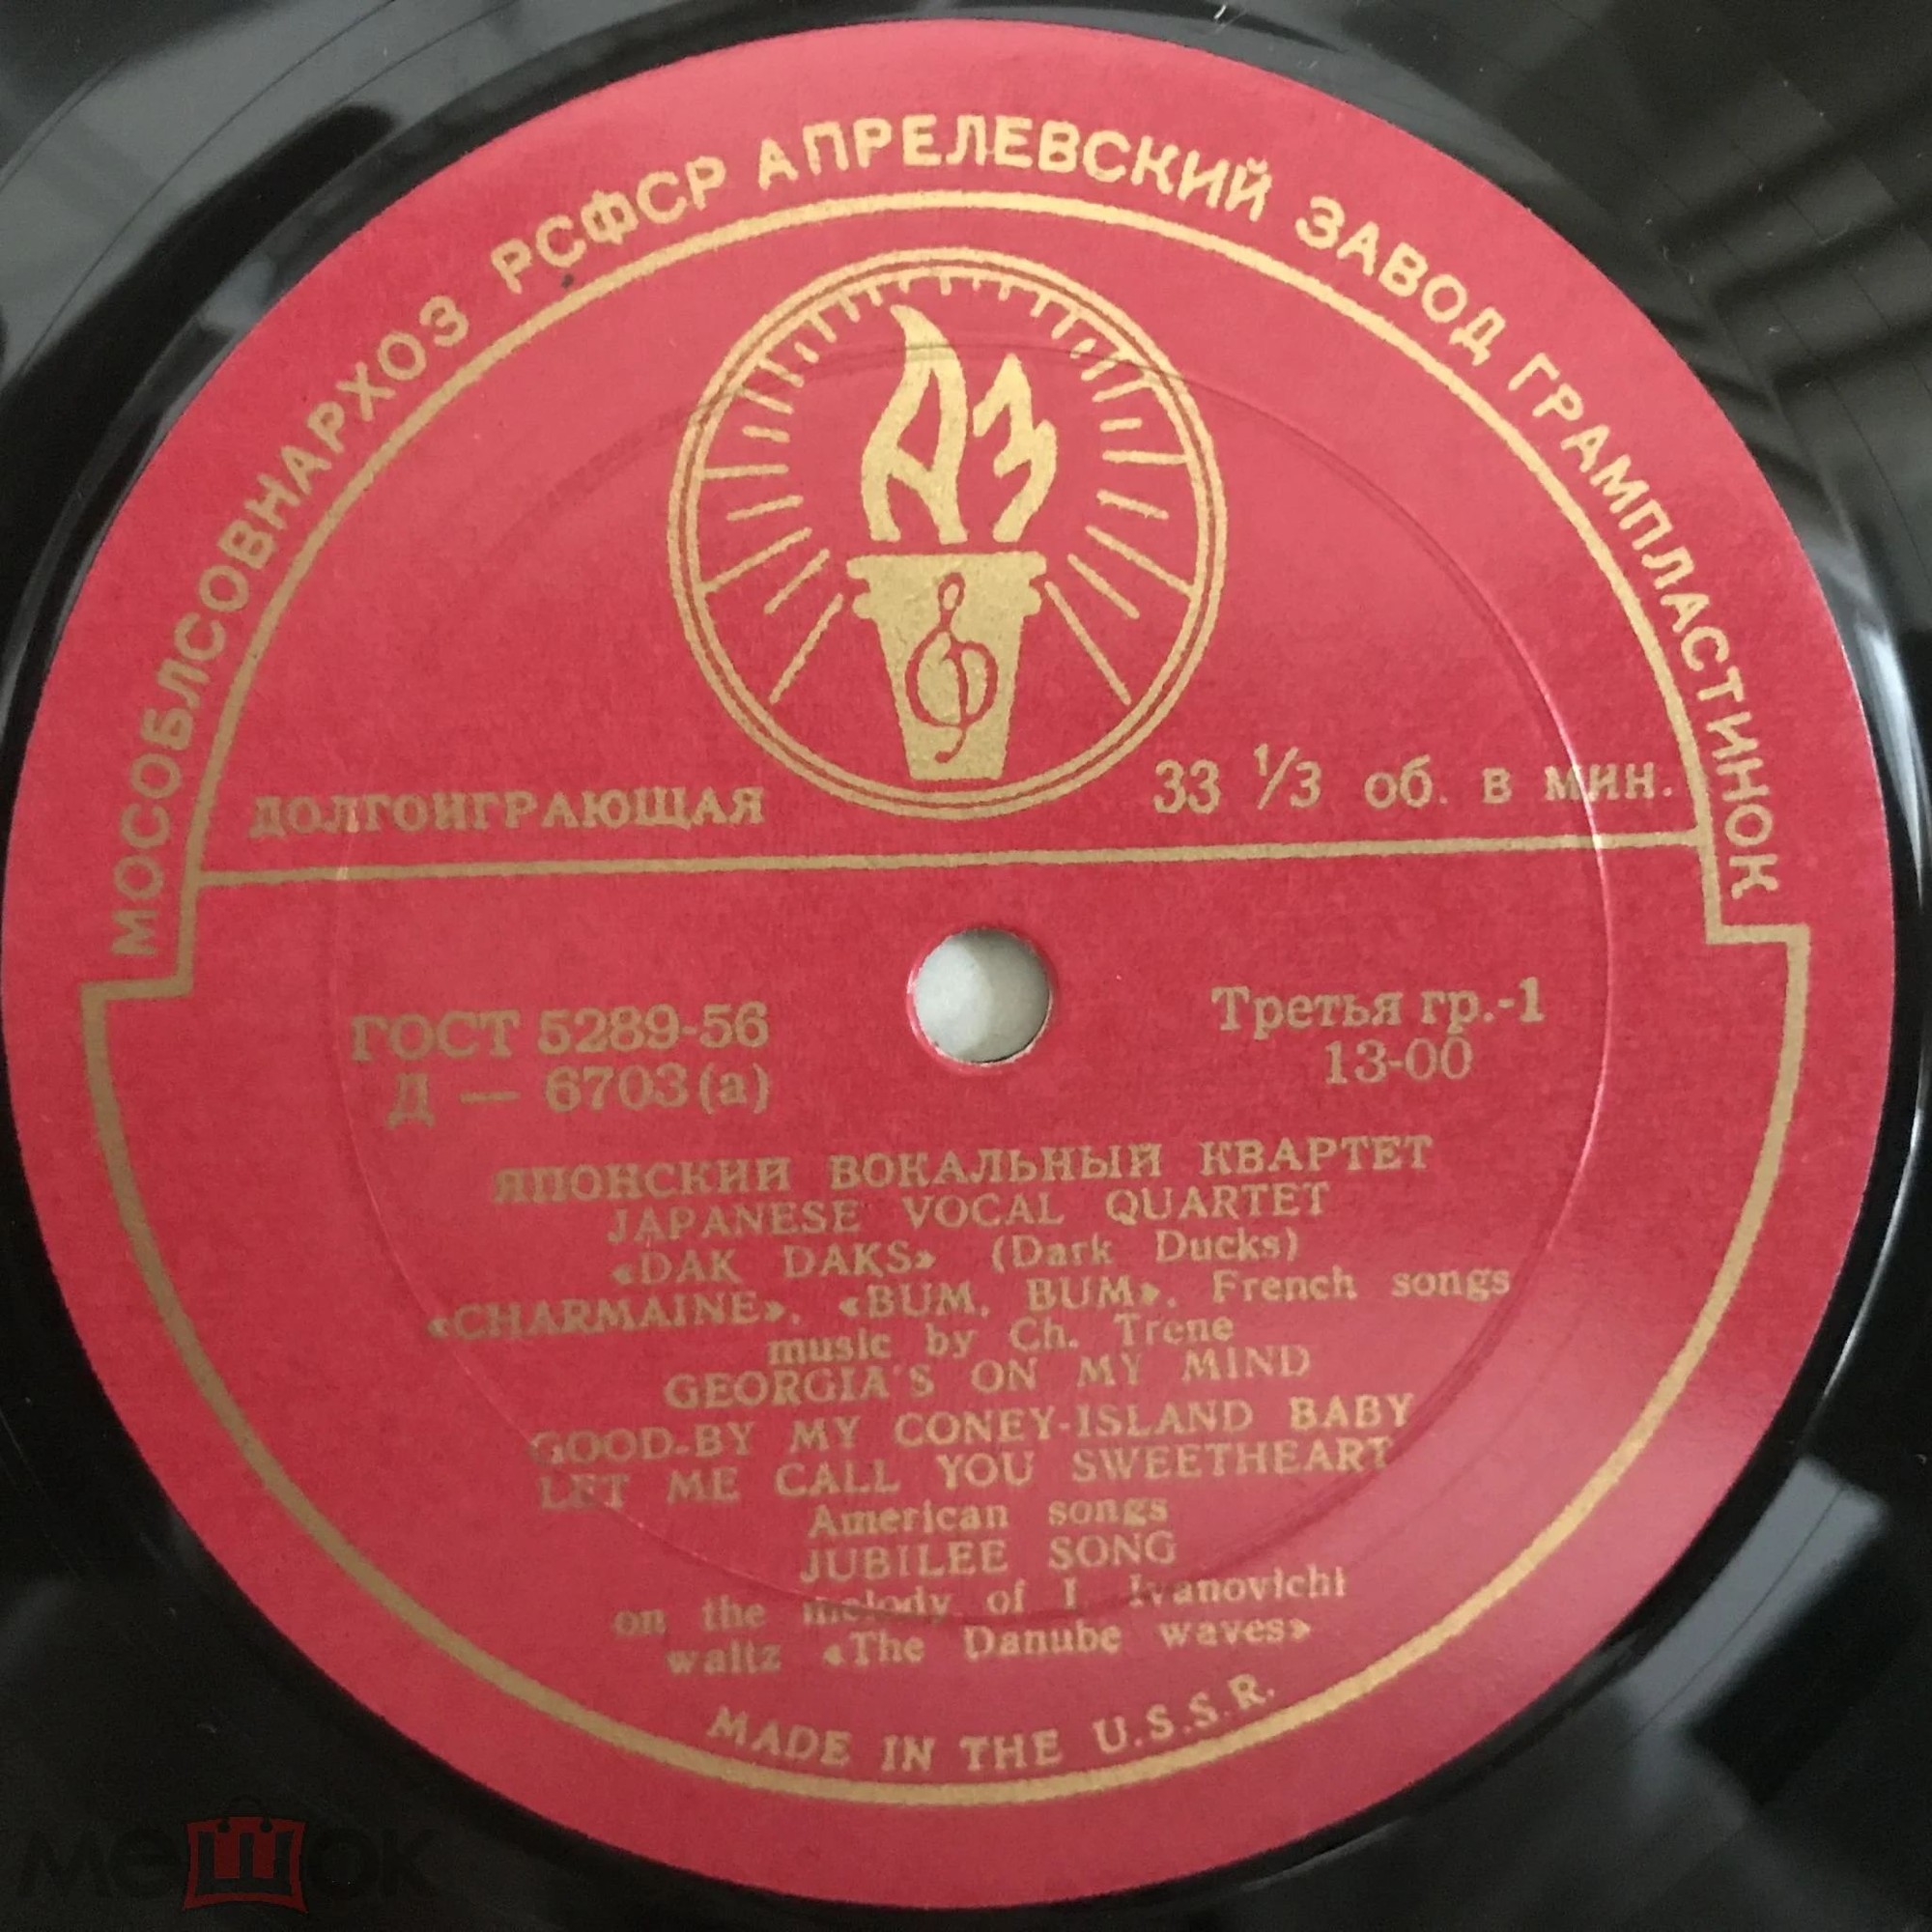 МОСОБЛСОВНАРХОЗ РСФСР АПРЕЛЕВСКИЙ ЗАВОД ГРАМПЛАСТИНОК
АЗ
ДОЛГОИГРАЮЩАЯ
33 1/3 об. в мин.
ГОСТ 5289-56
Д — 6703(а)
Третья гр.-1
13-00
ЯПОНСКИЙ ВОКАЛЬНЫЙ КВАРТЕТ
JAPANESE VOCAL QUARTET
«DAK DAKS» (Dark Ducks)
«CHARMAINE», «BUM, BUM», French songs
music by Ch. Trene
GEORGIA'S ON MY MIND
GOOD-BY MY CONEY-ISLAND BABY
LET ME CALL YOU SWEETHEART
American songs
JUBILEE SONG
on the melody of I. Ivanovichi
waltz «The Danube waves»
MADE IN THE U.S.S.R.
мешок